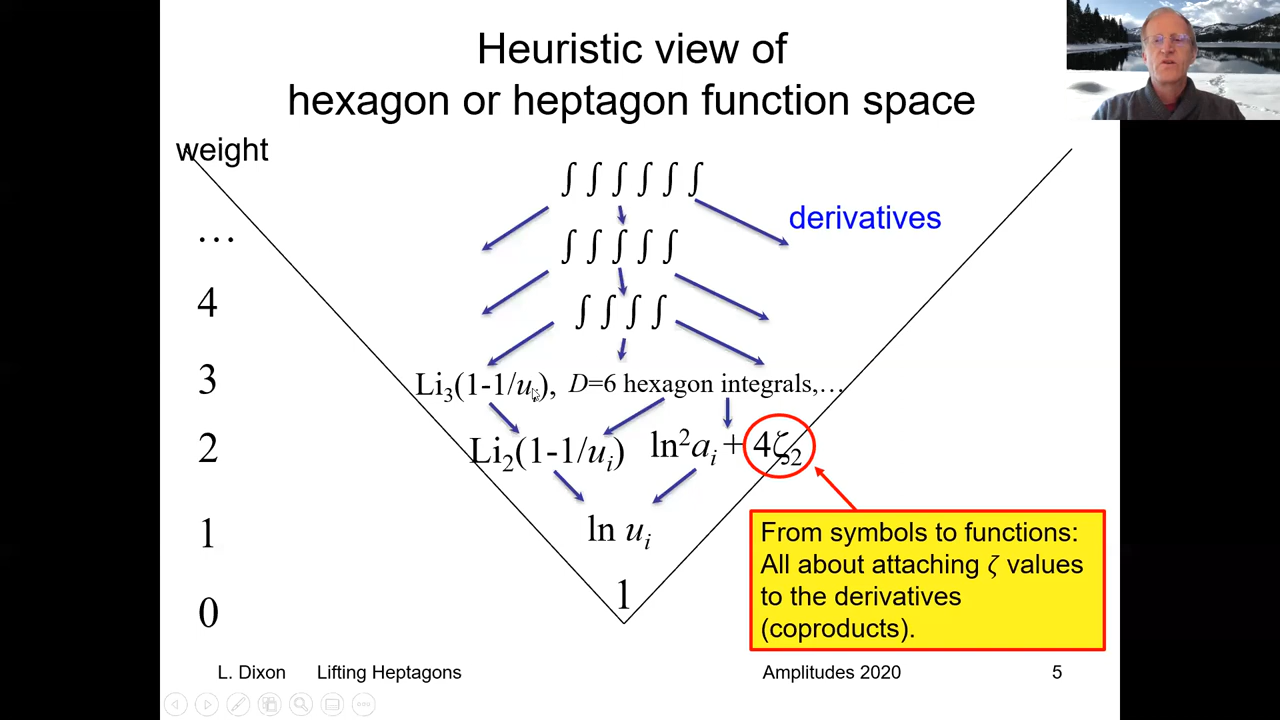 Heuristic view of
hexagon or heptagon function space
weight
∫ ∫ ∫ ∫ ∫ ∫
derivatives
… ∫ ∫ ∫ ∫ ∫
4 ∫ ∫ ∫ ∫
3 Li₃(1-1/uᵢ), D=6 hexagon integrals,…
2 Li₂(1-1/uᵢ) ln²aᵢ + 4ζ₂
1 ln uᵢ
0 1
From symbols to functions:
All about attaching ζ values
to the derivatives
(coproducts).
L. Dixon Lifting Heptagons Amplitudes 2020 5